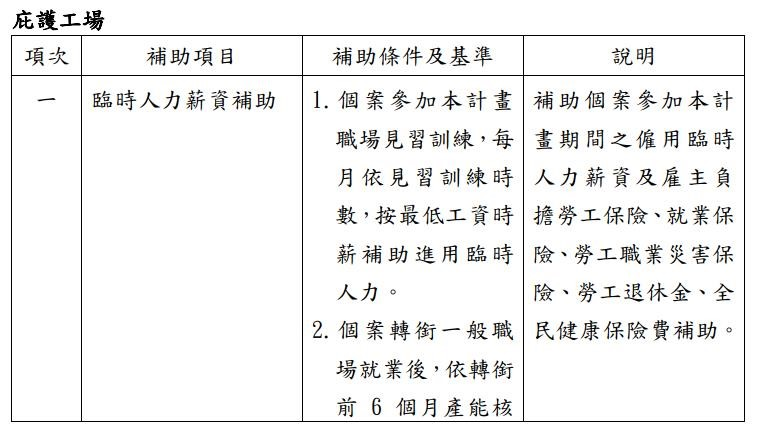 庇護工場
項次 補助項目 補助條件及基準 說明
一 臨時人力薪資補助
1. 個案參加本計畫
職場見習訓練，每
月依見習訓練時
數，按最低工資時
薪補助進用臨時
人力。
2. 個案轉銜一般職
場就業後，依轉銜
前 6 個月產能核
補助個案參加本計
畫期間之僱用臨時
人力薪資及雇主負
擔勞工保險、就業保
險、勞工職業災害保
險、勞工退休金、全
民健康保險費補助。